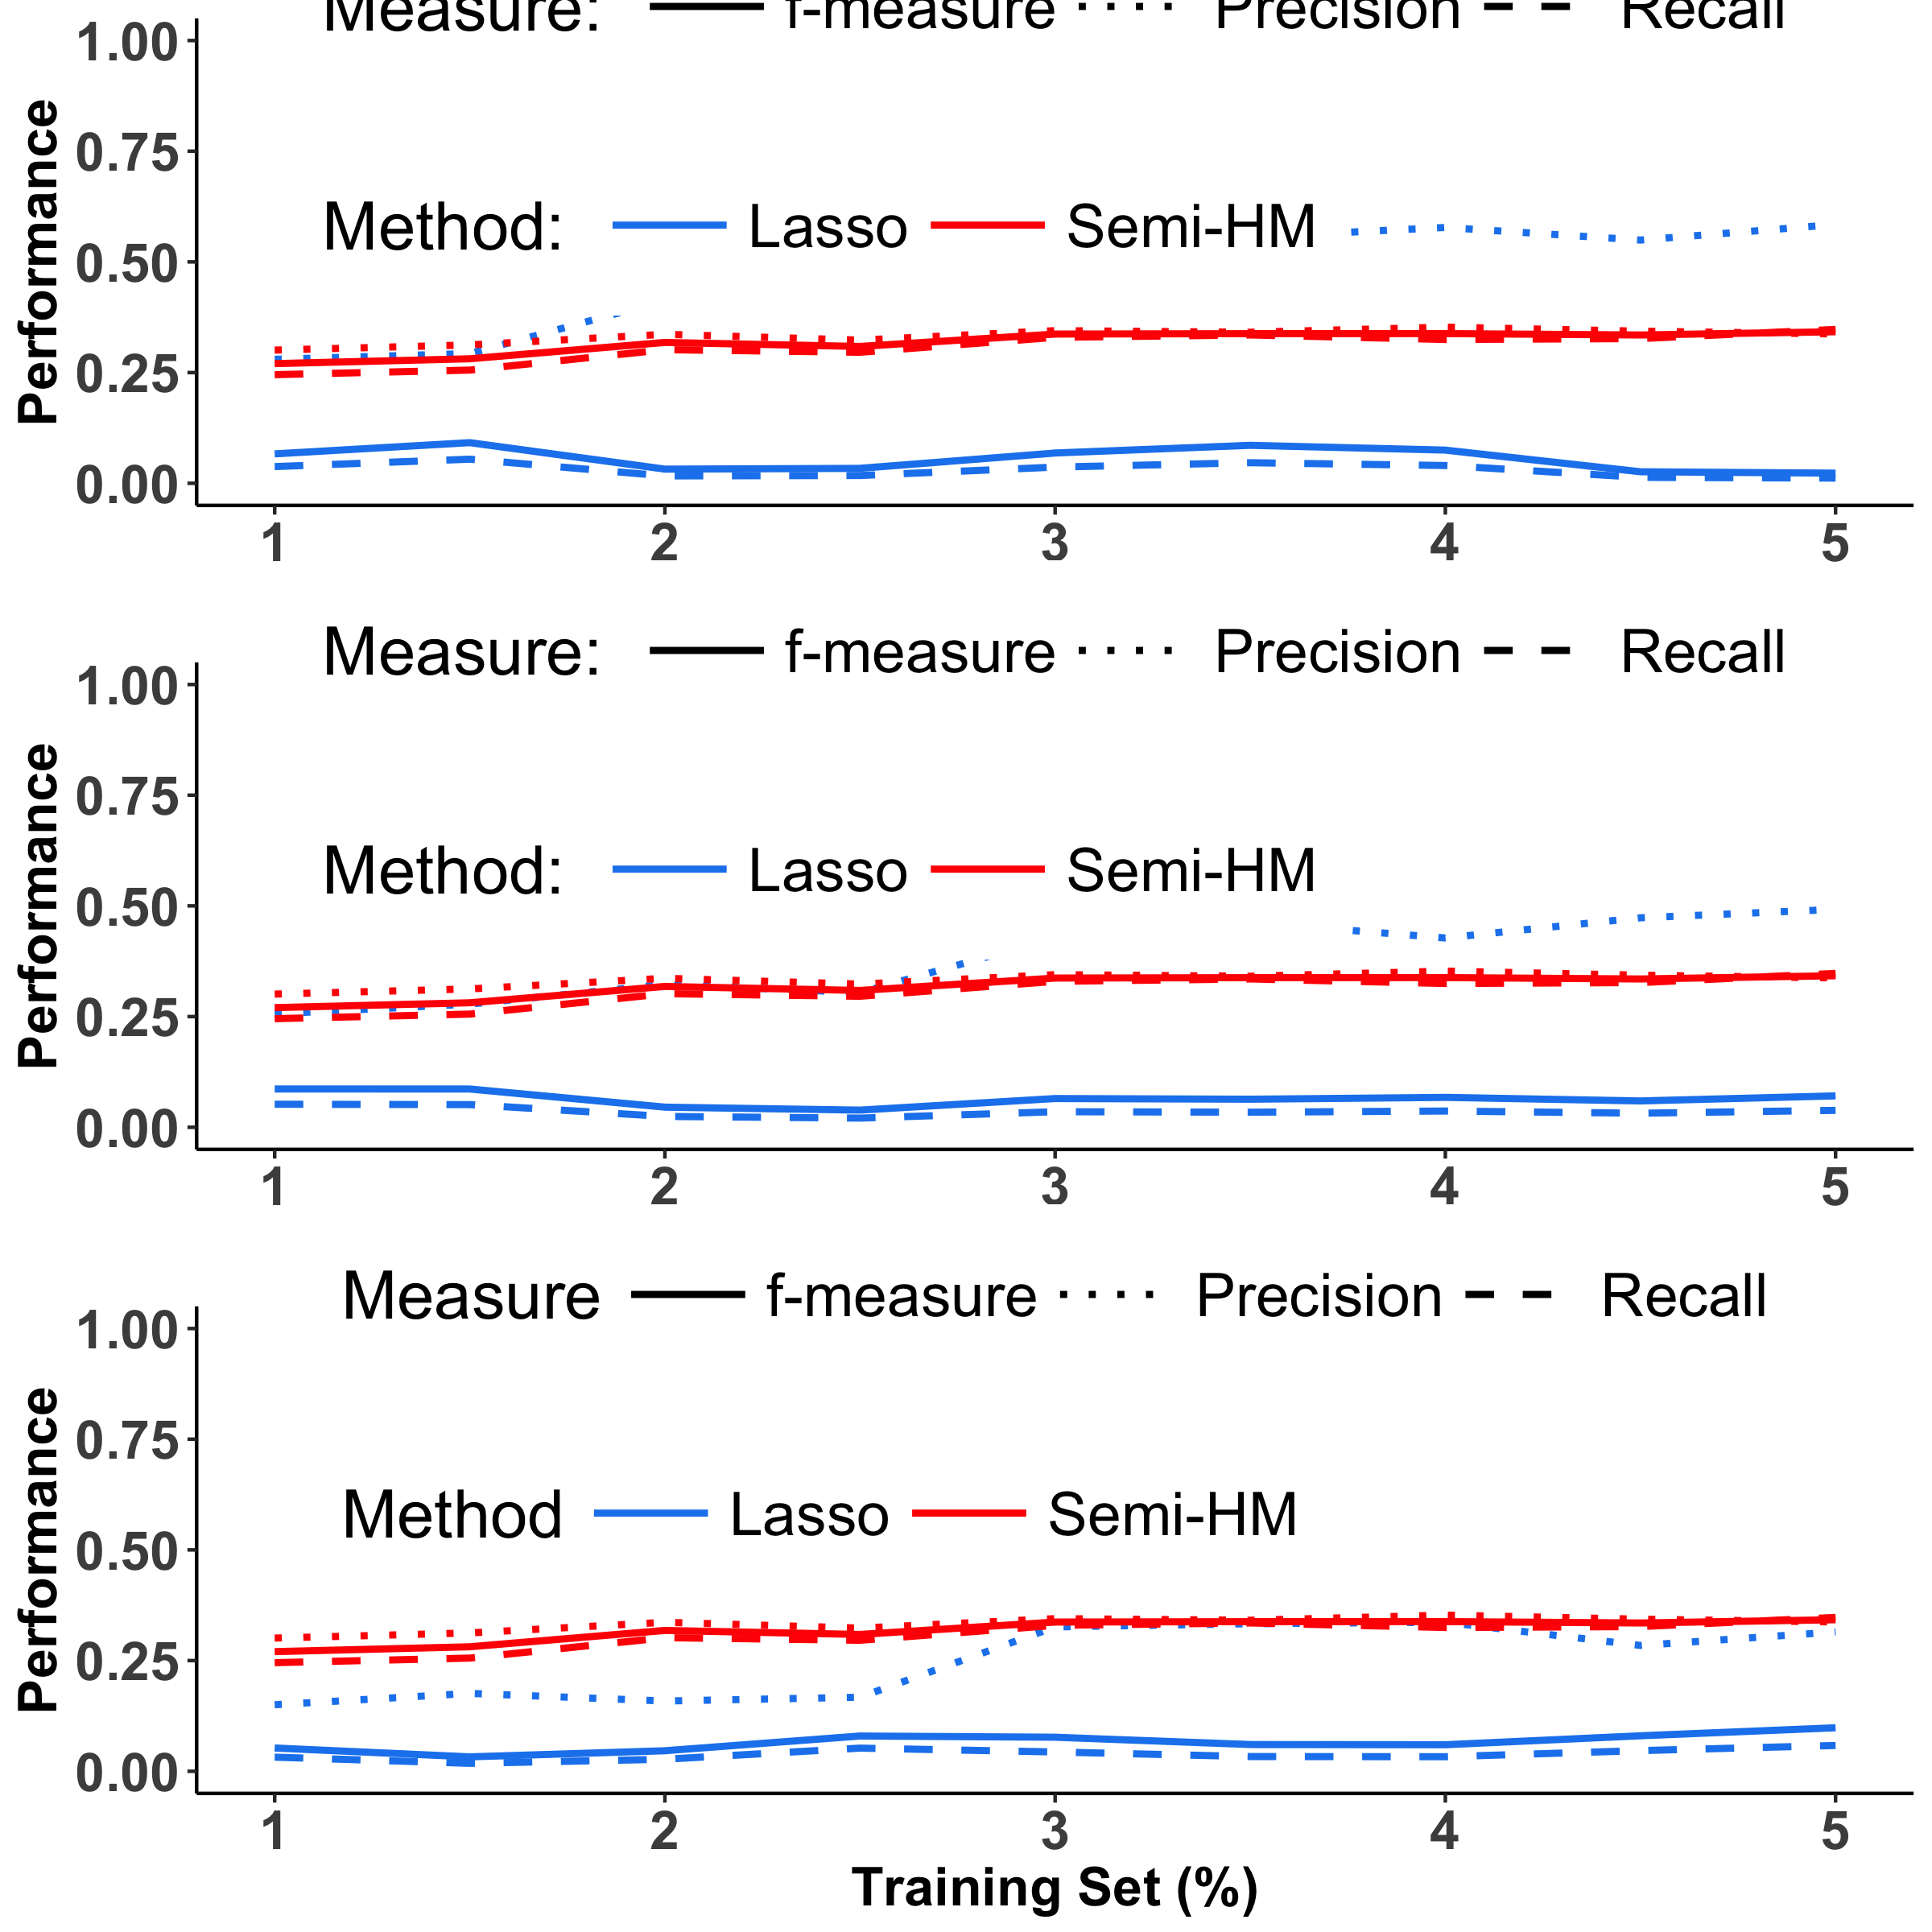 Measure: f-measure Precision Recall
1.00
0.75
Method: Lasso Semi-HM
0.50
0.25
0.00
Performance
1 2 3 4 5
Measure: f-measure Precision Recall
1.00
0.75
Method: Lasso Semi-HM
0.50
0.25
0.00
Performance
1 2 3 4 5
Measure f-measure Precision Recall
1.00
0.75
Method Lasso Semi-HM
0.50
0.25
0.00
Performance
1 2 3 4 5
Training Set (%)